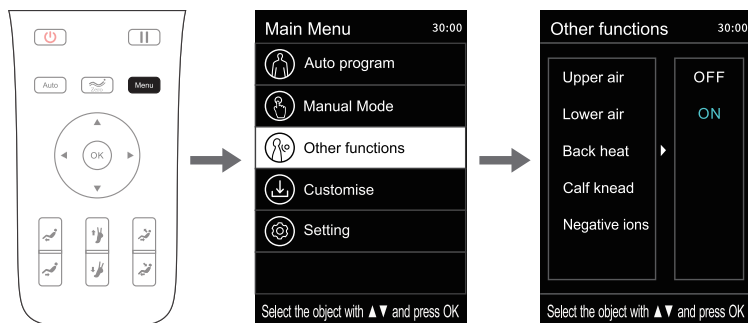 Auto
Zone
Menu
OK
Main Menu 30:00
Auto program
Manual Mode
Other functions
Customise
Setting
Select the object with ▲▼ and press OK
Other functions 30:00
Upper air OFF
Lower air ON
Back heat
Calf knead
Negative ions
Select the object with ▲▼ and press OK